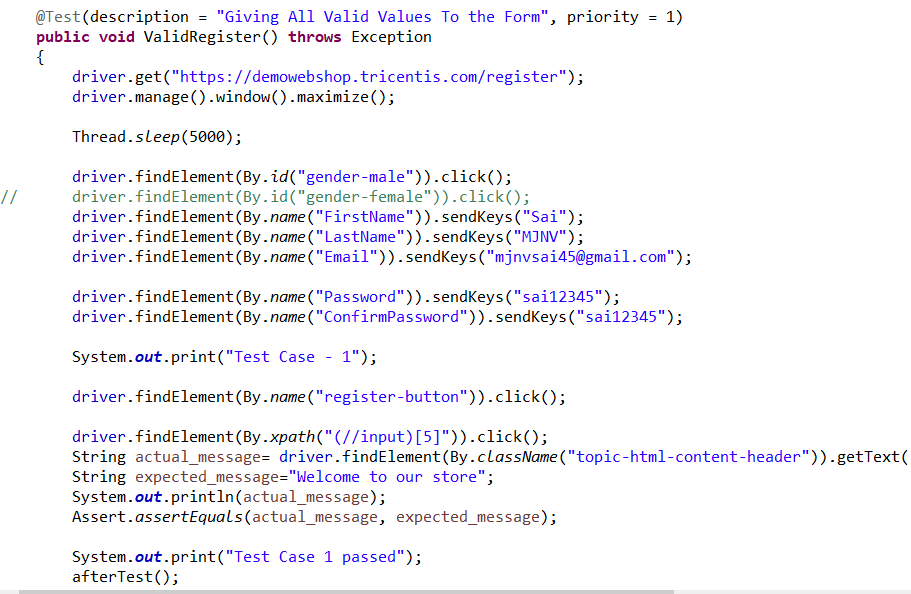 @Test(description = "Giving All Valid Values To the Form", priority = 1)
public void ValidRegister() throws Exception
{
driver.get("https://demowebshop.tricentis.com/register");
driver.manage().window().maximize();
Thread.sleep(5000);
driver.findElement(By.id("gender-male")).click();
// driver.findElement(By.id("gender-female")).click();
driver.findElement(By.name("FirstName")).sendKeys("Sai");
driver.findElement(By.name("LastName")).sendKeys("MJNV");
driver.findElement(By.name("Email")).sendKeys("mjnvsai45@gmail.com");
driver.findElement(By.name("Password")).sendKeys("sai12345");
driver.findElement(By.name("ConfirmPassword")).sendKeys("sai12345");
System.out.print("Test Case - 1");
driver.findElement(By.name("register-button")).click();
driver.findElement(By.xpath("(//input)[5]")).click();
String actual_message= driver.findElement(By.className("topic-html-content-header")).getText(
String expected_message="Welcome to our store";
System.out.println(actual_message);
Assert.assertEquals(actual_message, expected_message);
System.out.print("Test Case 1 passed");
afterTest();